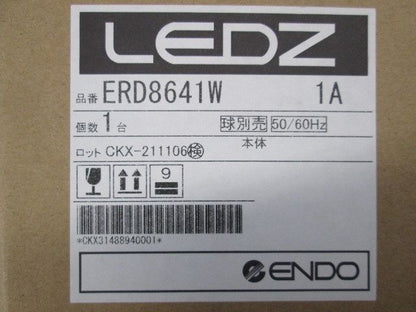 LEDZ
品番 ERD8641W 1A
個数 1台 球別売 50/60Hz
本体
ロット CKX-211106 検
9
*CKX31488940001*
ENDO